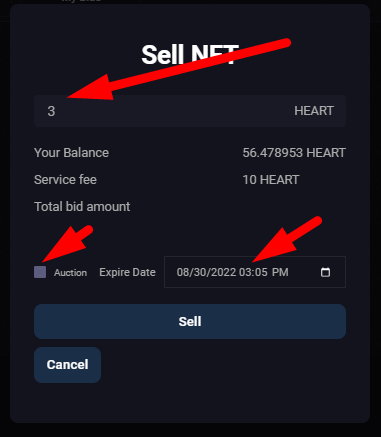 Sell NFT
3 HEART
Your Balance 56.478953 HEART
Service fee 10 HEART
Total bid amount
Auction Expire Date 08/30/2022 03:05 PM
Sell
Cancel